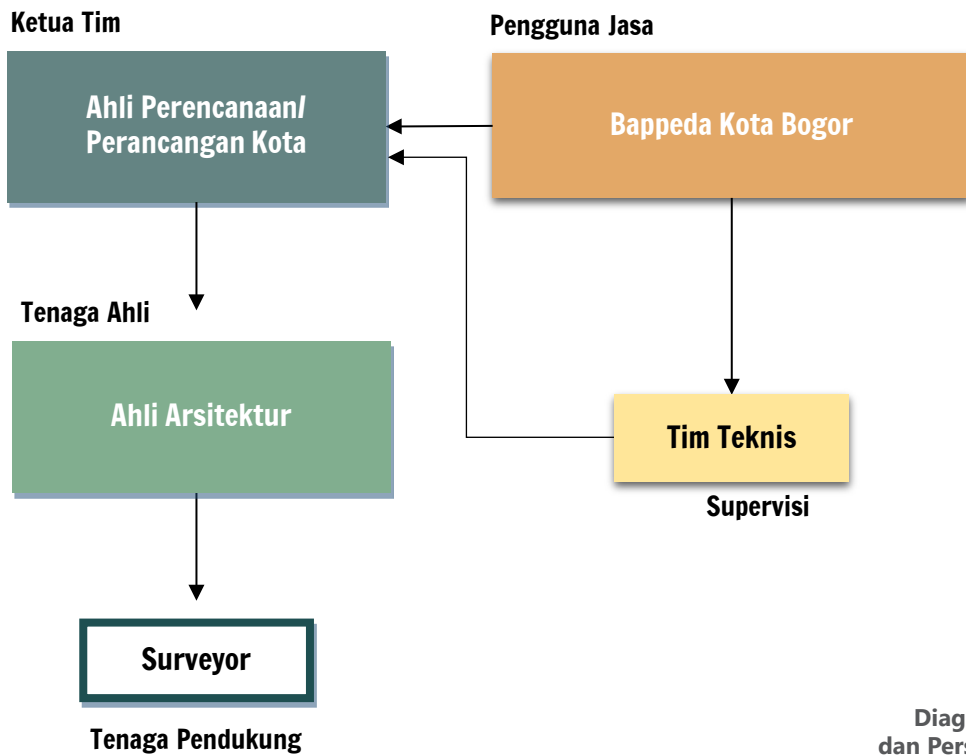 Ketua Tim
Pengguna Jasa
Ahli Perencanaan/
Perancangan Kota
Bappeda Kota Bogor
Tenaga Ahli
Ahli Arsitektur
Tim Teknis
Supervisi
Surveyor
Tenaga Pendukung
Diag
dan Pers